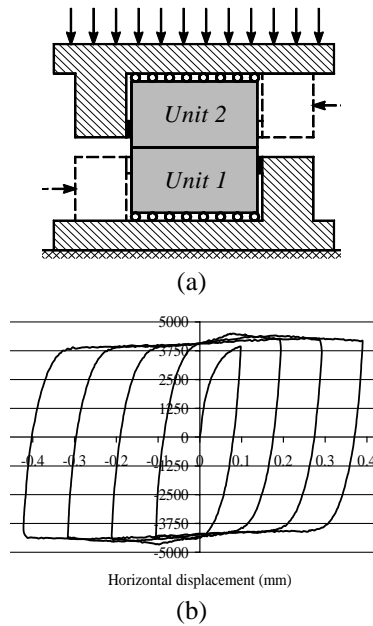 Unit 2
Unit 1
(a)
5000
3750
2500
1250
0
-0.4 -0.3 -0.2 -0.1 0 0.1 0.2 0.3 0.4
-1250
-2500
-3750
-5000
Horizontal displacement (mm)
(b)